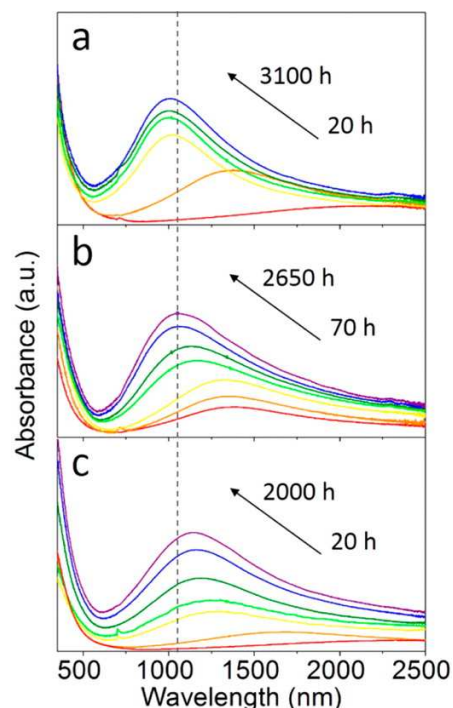 a
3100 h
20 h
b
2650 h
70 h
c
2000 h
20 h
Absorbance (a.u.)
500 1000 1500 2000 2500
Wavelength (nm)